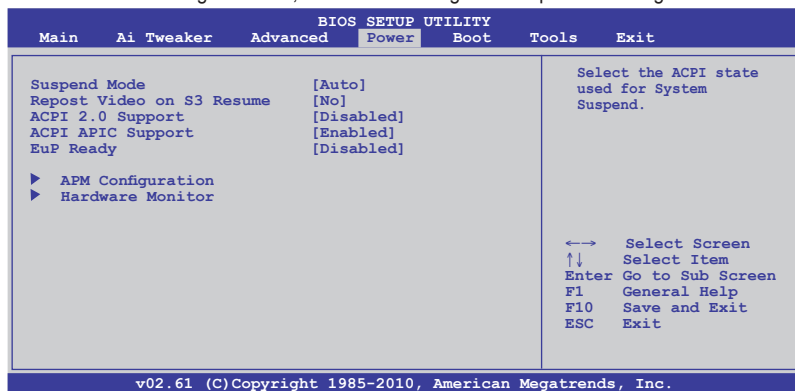 BIOS SETUP UTILITY
Main Ai Tweaker Advanced Power Boot Tools Exit
Suspend Mode [Auto]
Repost Video on S3 Resume [No]
ACPI 2.0 Support [Disabled]
ACPI APIC Support [Enabled]
EuP Ready [Disabled]
▶ APM Configuration
▶ Hardware Monitor
Select the ACPI state
used for System
Suspend.
←→ Select Screen
↑↓ Select Item
Enter Go to Sub Screen
F1 General Help
F10 Save and Exit
ESC Exit
v02.61 (C)Copyright 1985-2010, American Megatrends, Inc.